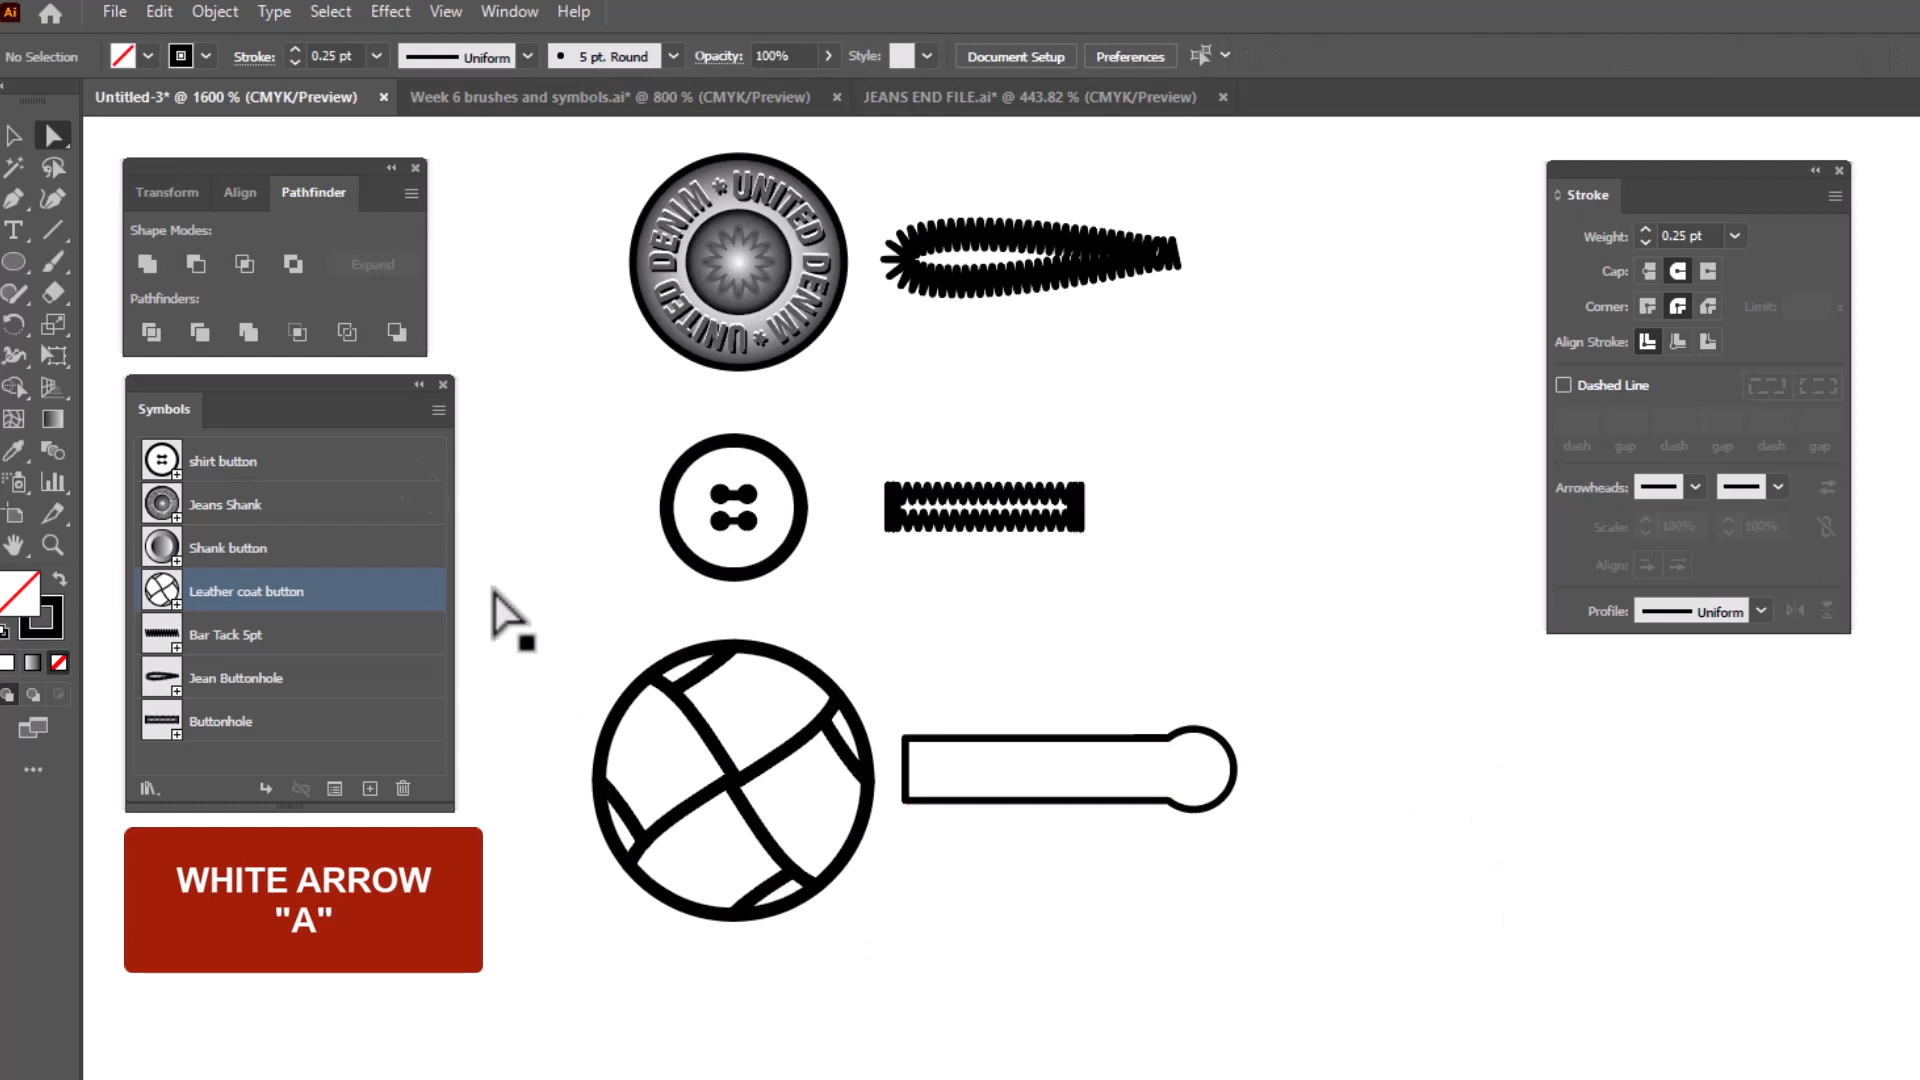 Ai
File Edit Object Type Select Effect View Window Help
No Selection Stroke: 0.25 pt Uniform 5 pt. Round Opacity: 100% Style: Document Setup Preferences
Untitled-3* @ 1600 % (CMYK/Preview) Week 6 brushes and symbols.ai* @ 800 % (CMYK/Preview) JEANS END FILE.ai* @ 443.82 % (CMYK/Preview)
Transform Align Pathfinder
Shape Modes:
Expand
Pathfinders:
Symbols
shirt button
Jeans Shank
Shank button
Leather coat button
Bar Tack 5pt
Jean Buttonhole
Buttonhole
WHITE ARROW
"A"
UNITED DENIM * UNITED DENIM *
Stroke
Weight: 0.25 pt
Cap:
Corner: Limit: x
Align Stroke:
Dashed Line
dash gap dash gap dash gap
Arrowheads:
Scale: 100% 100%
Align:
Profile: Uniform